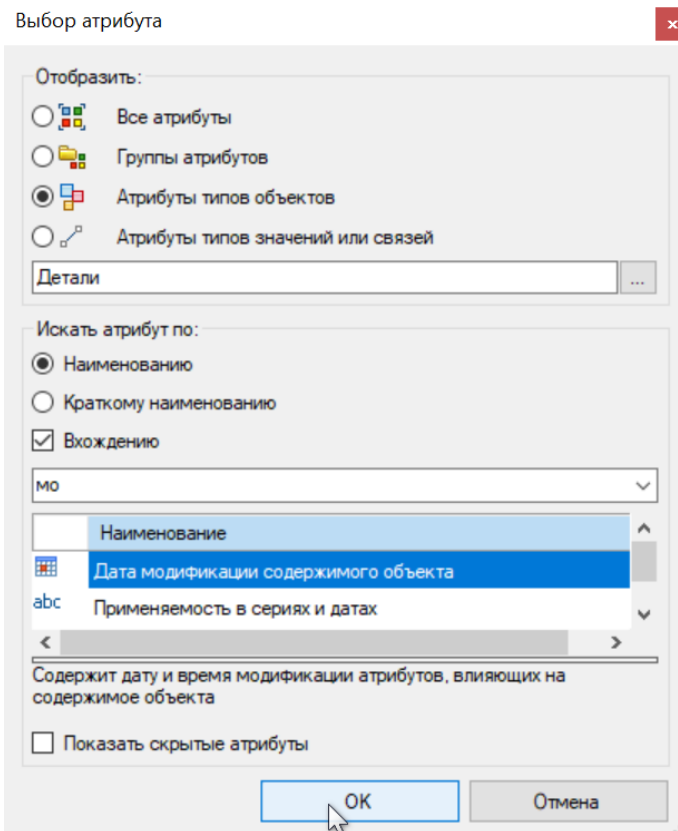 Выбор атрибута
×
Отобразить:
Все атрибуты
Группы атрибутов
Атрибуты типов объектов
Атрибуты типов значений или связей
Детали
...
Искать атрибут по:
Наименованию
Краткому наименованию
Вхождению
мо
Наименование
Дата модификации содержимого объекта
abc Применяемость в сериях и датах
Содержит дату и время модификации атрибутов, влияющих на
содержимое объекта
Показать скрытые атрибуты
ОК Отмена